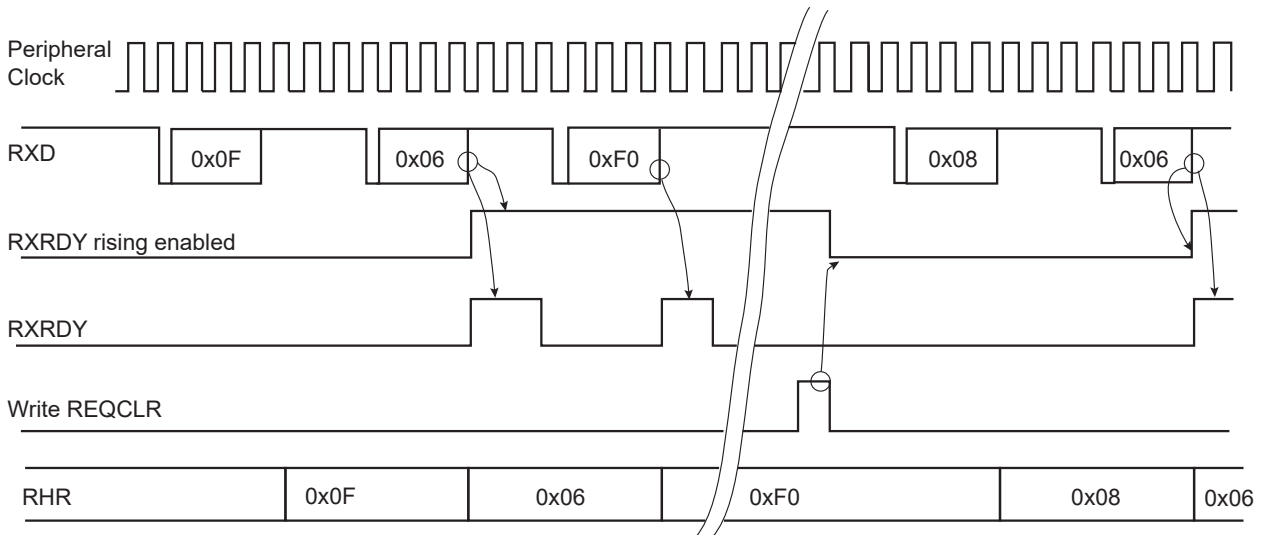 Peripheral
Clock
RXD
0x0F
0x06
0xF0
0x08
0x06
RXRDY rising enabled
RXRDY
Write REQCLR
RHR
0x0F
0x06
0xF0
0x08
0x06